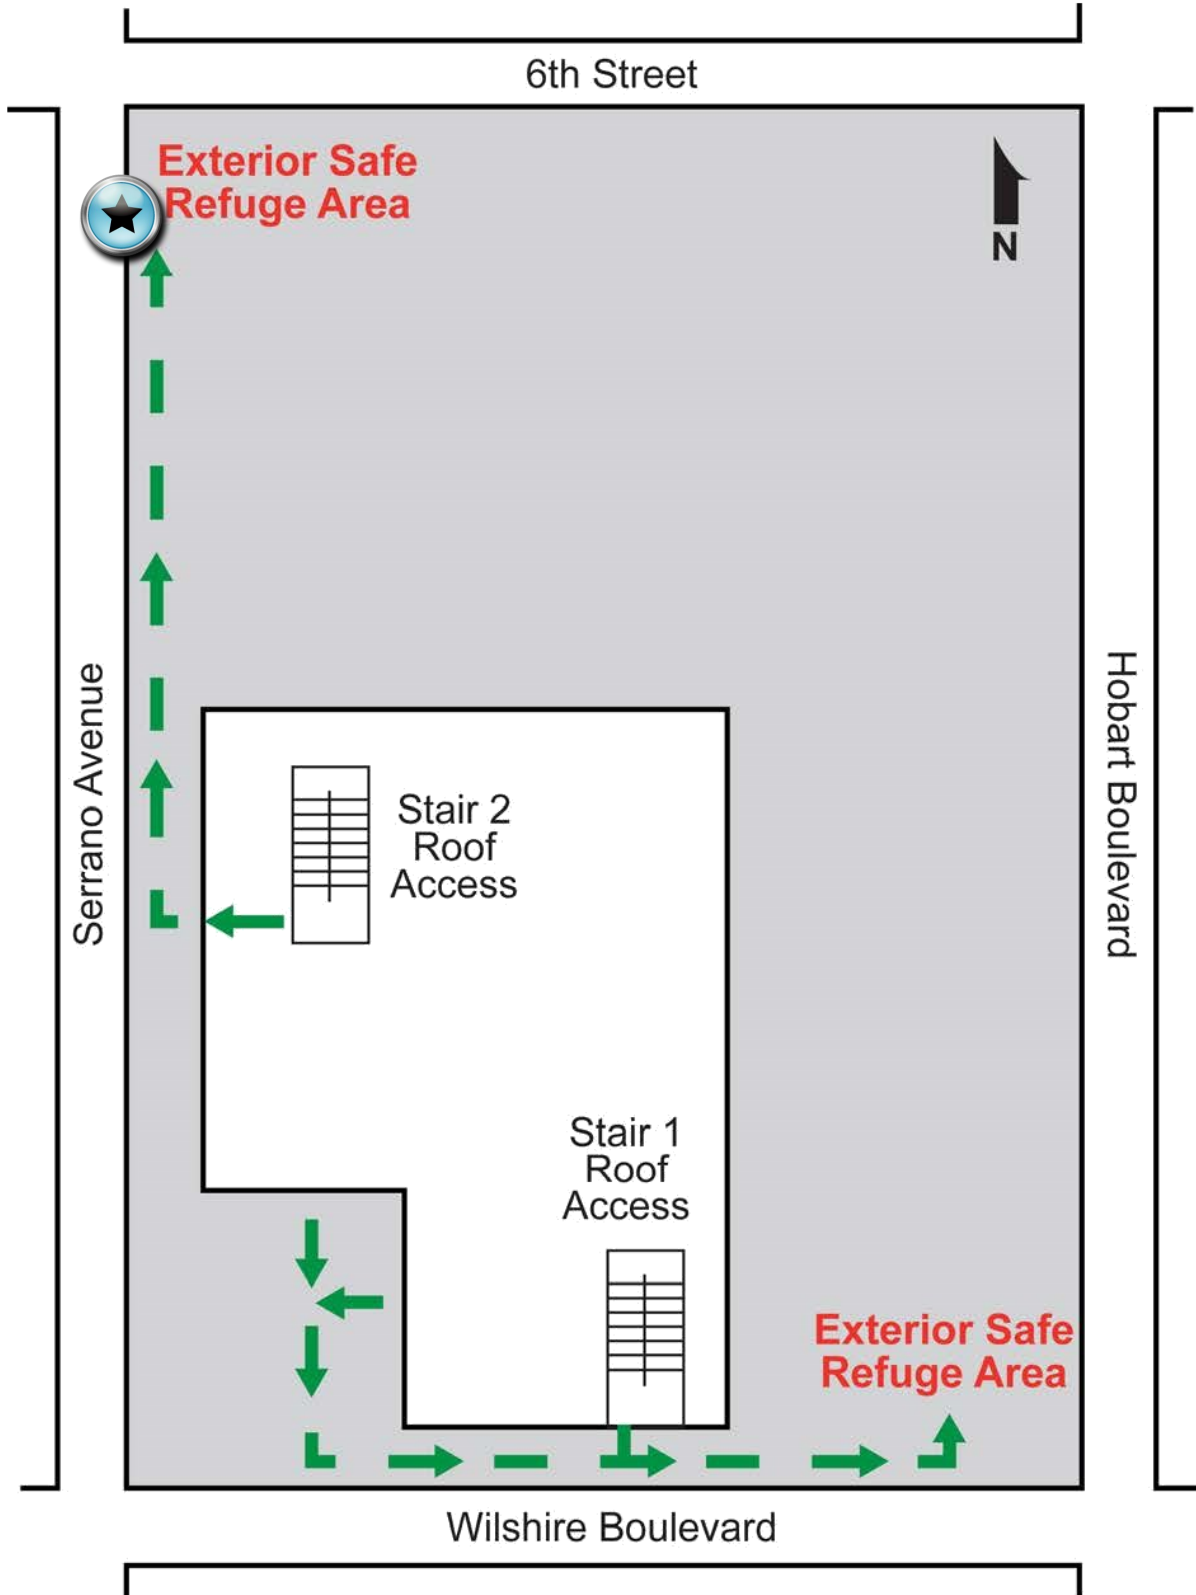 6th Street
Exterior Safe
Refuge Area
N
Serrano Avenue
Hobart Boulevard
Stair 2
Roof
Access
Stair 1
Roof
Access
Exterior Safe
Refuge Area
Wilshire Boulevard